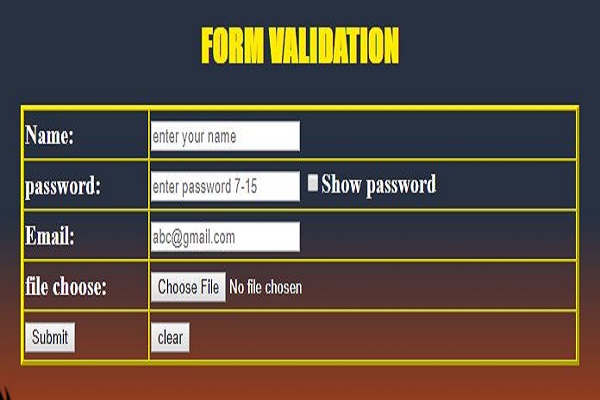 FORM VALIDATION
Name: enter your name
password: enter password 7-15 Show password
Email: abc@gmail.com
file choose: Choose File No file chosen
Submit clear